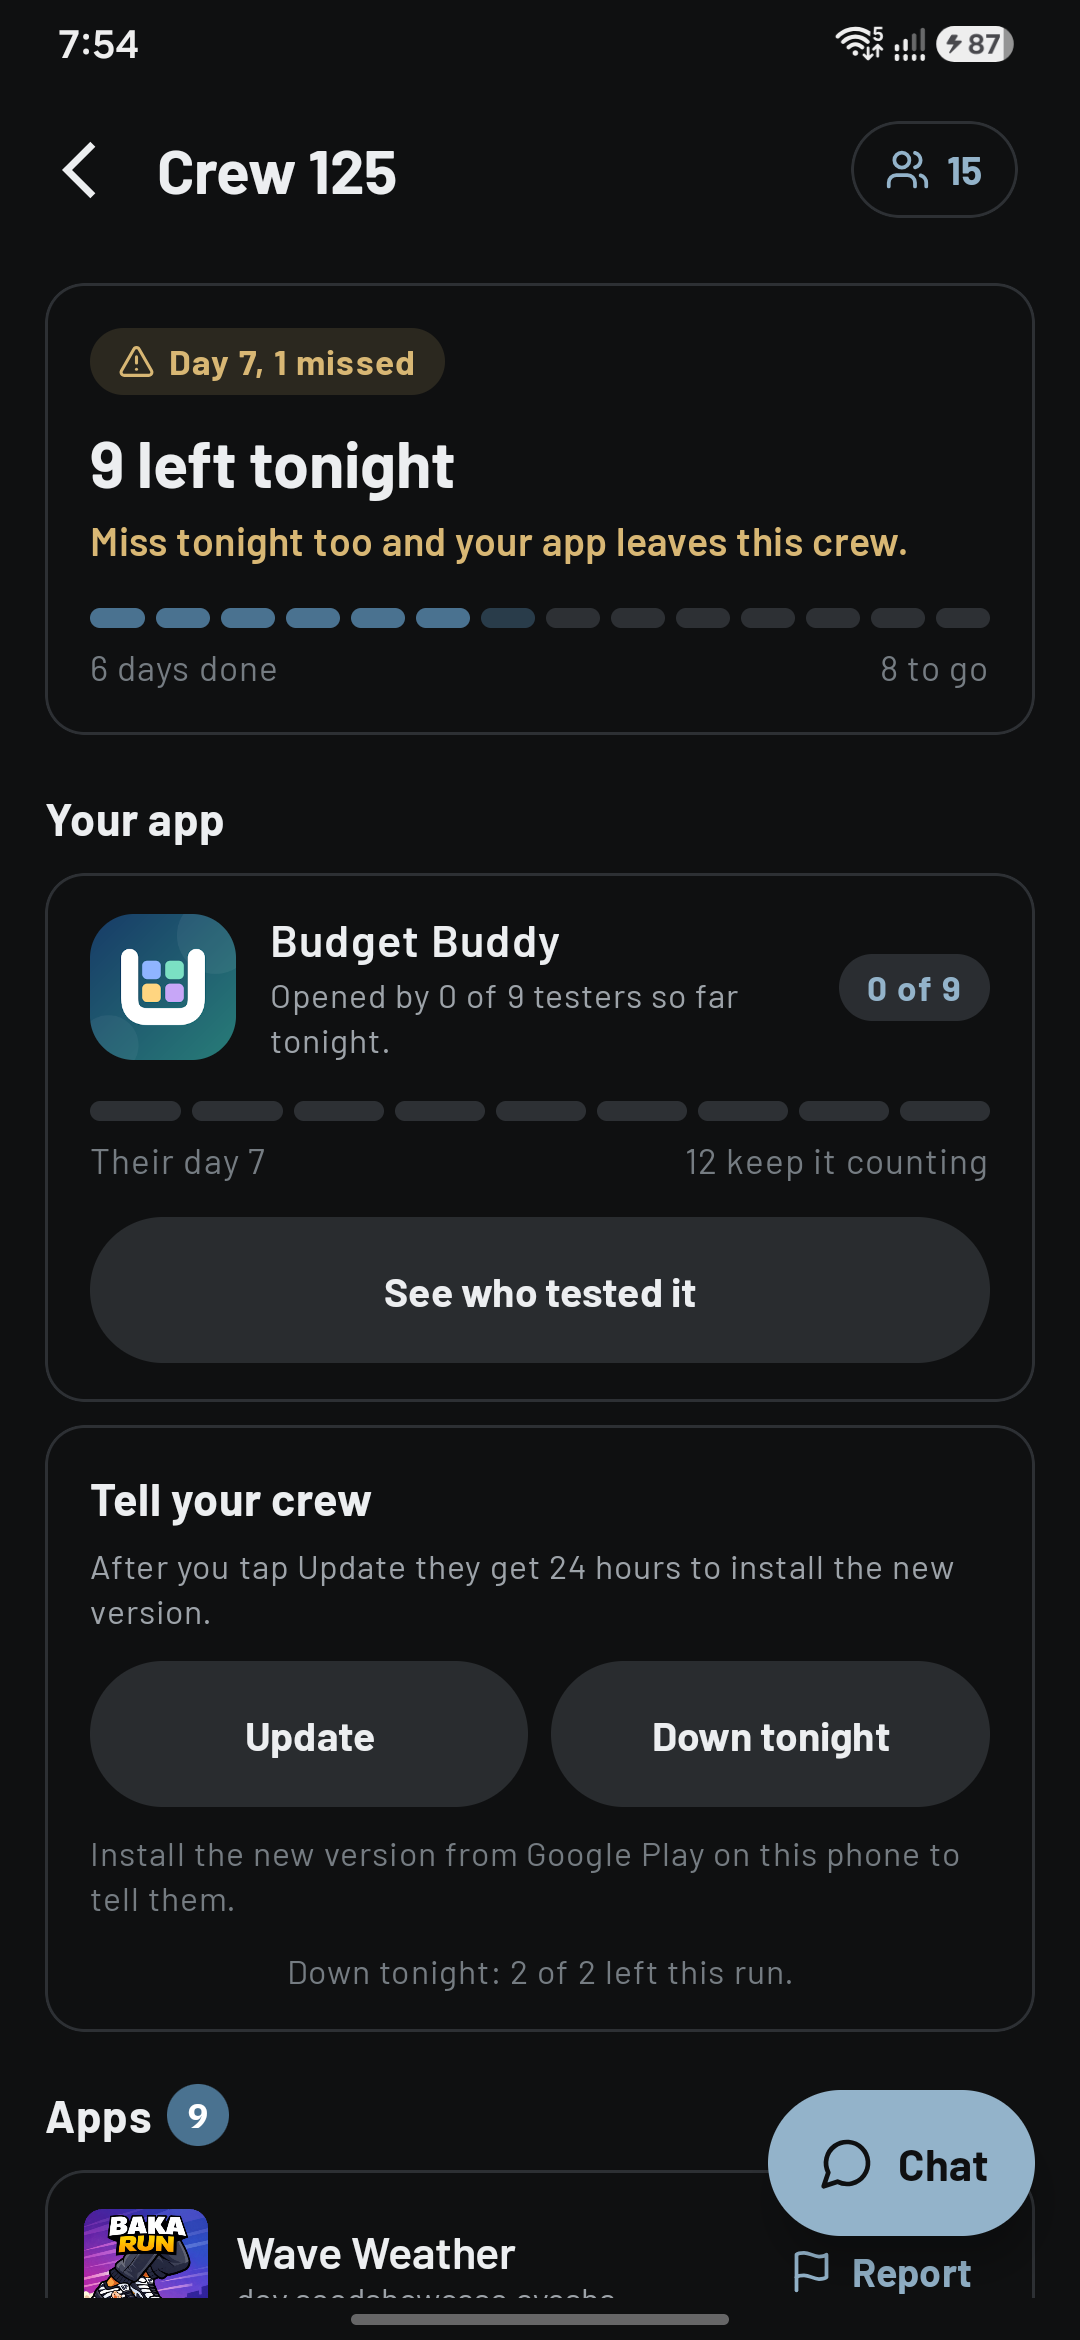 7:54
5
87
Crew 125
15
Day 7, 1 missed
9 left tonight
Miss tonight too and your app leaves this crew.
6 days done
8 to go
Your app
Budget Buddy
Opened by 0 of 9 testers so far
tonight.
0 of 9
Their day 7
12 keep it counting
See who tested it
Tell your crew
After you tap Update they get 24 hours to install the new
version.
Update
Down tonight
Install the new version from Google Play on this phone to
tell them.
Down tonight: 2 of 2 left this run.
Apps 9
Chat
BAKA
RUN
Wave Weather
Report